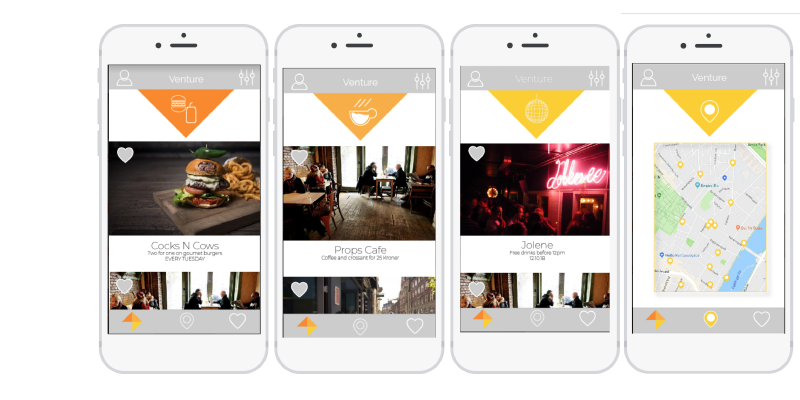 Venture
Cocks N Cows
Two for one on gourmet burgers
EVERY TUESDAY
Venture
Props Cafe
Coffee and croissant for 25 Kroner
Venture
Jolene
Jolene
Free drinks before 12pm
12.10.18
Venture